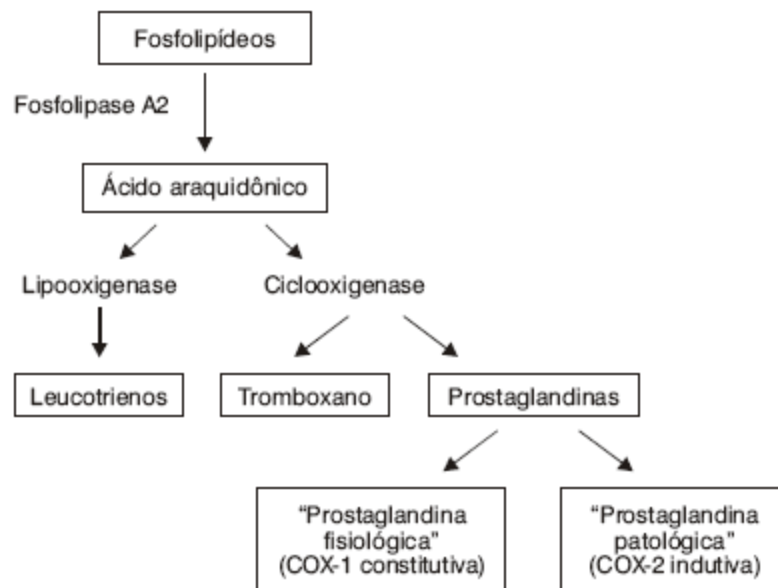 Fosfolipídeos
Fosfolipase A2
Ácido araquidônico
Lipooxigenase
Ciclooxigenase
Leucotrienos
Tromboxano
Prostaglandinas
“Prostaglandina
fisiológica”
(COX-1 constitutiva)
“Prostaglandina
patológica”
(COX-2 indutiva)